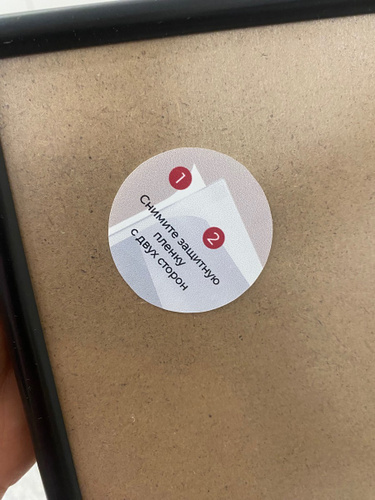 1
2
Снимите защитную
пленку
с двух сторон